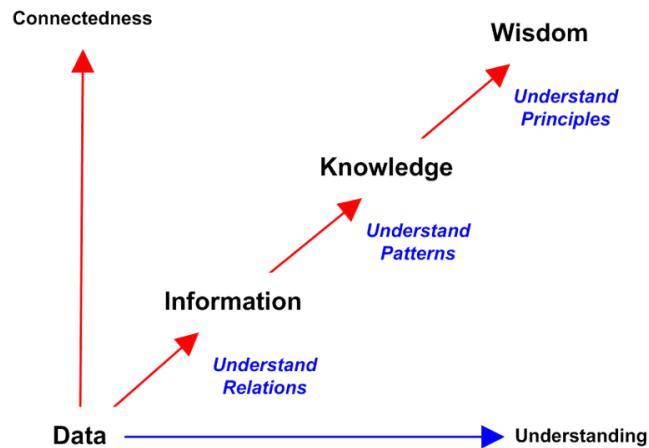 Connectedness
Wisdom
Understand
Principles
Knowledge
Understand
Patterns
Information
Understand
Relations
Data
Understanding